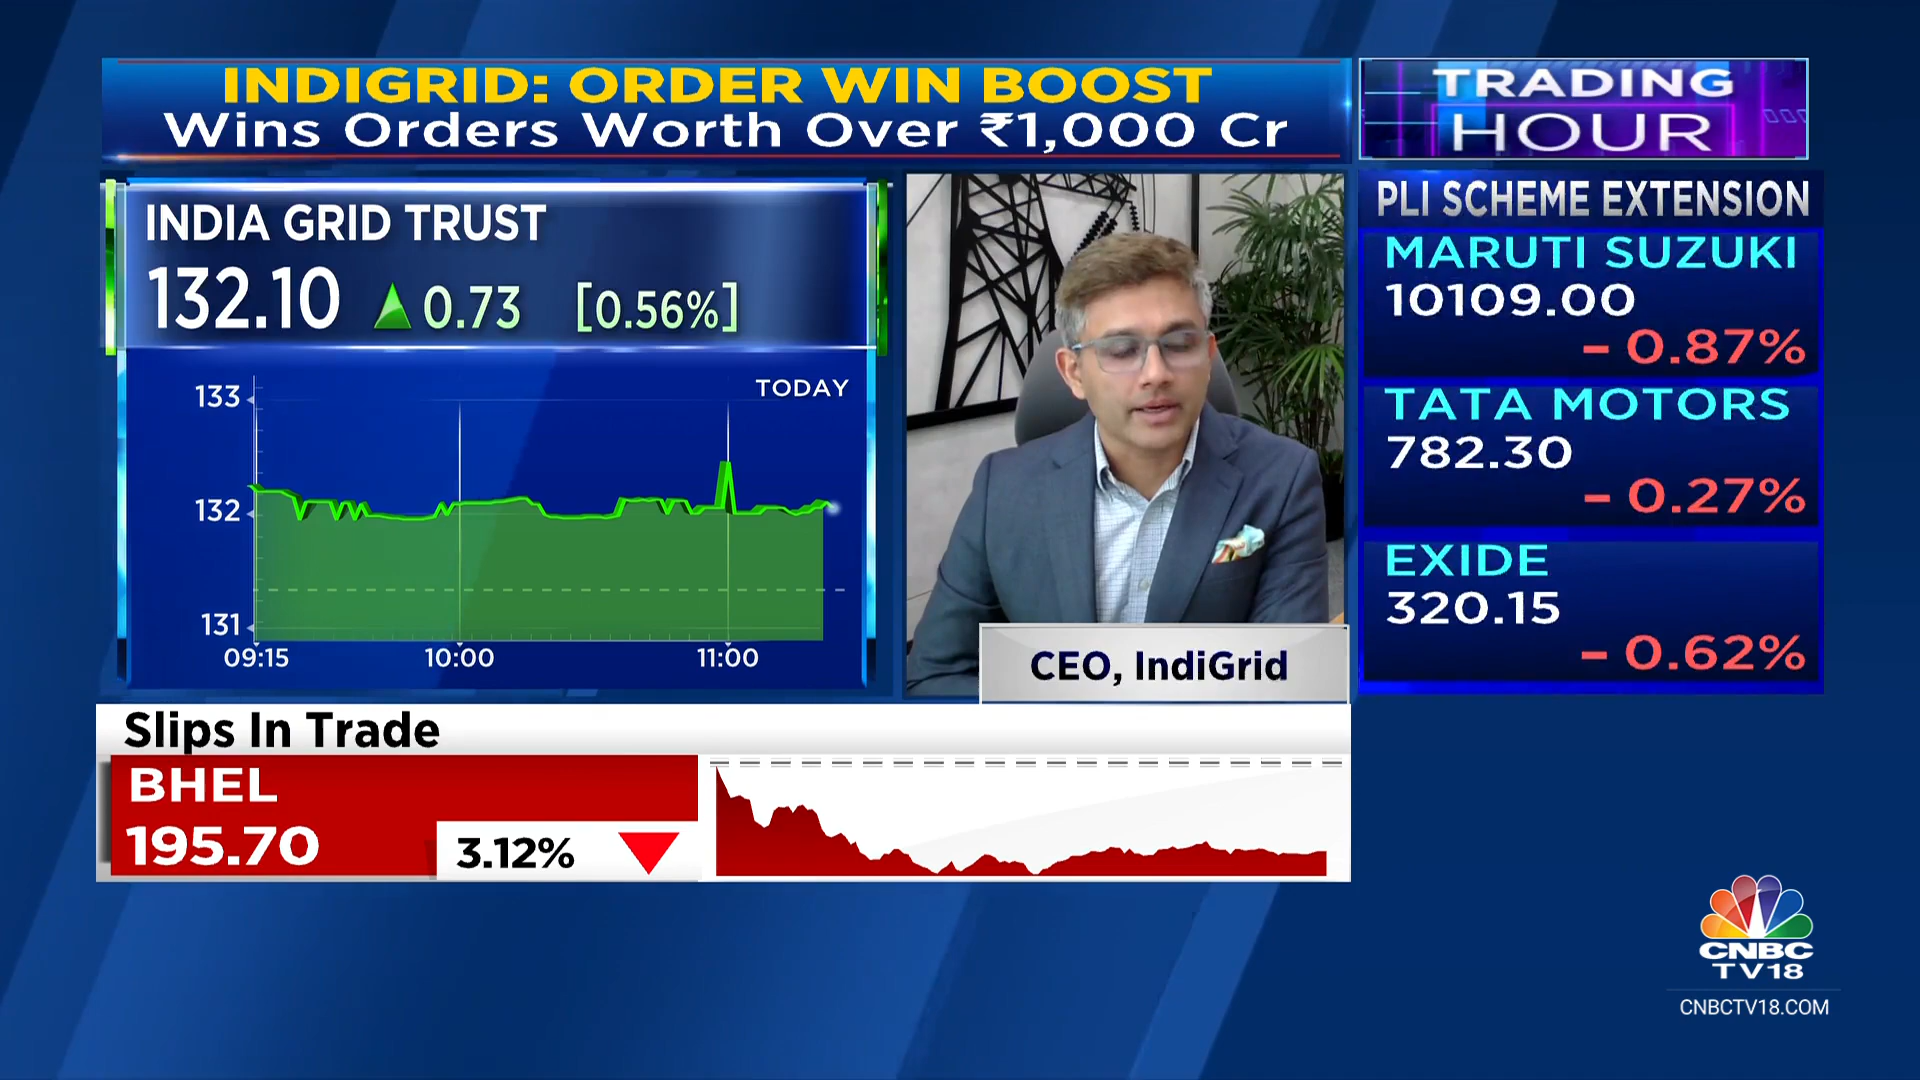 INDIGRID: ORDER WIN BOOST
Wins Orders Worth Over ₹1,000 Cr
TRADING
HOUR
INDIA GRID TRUST
132.10 ▲ 0.73 [0.56%]
TODAY
133
132
131
09:15 10:00 11:00
CEO, IndiGrid
PLI SCHEME EXTENSION
MARUTI SUZUKI
10109.00
- 0.87%
TATA MOTORS
782.30
- 0.27%
EXIDE
320.15
- 0.62%
Slips In Trade
BHEL
195.70
3.12% ▼
CNBC
TV18
CNBCTV18.COM